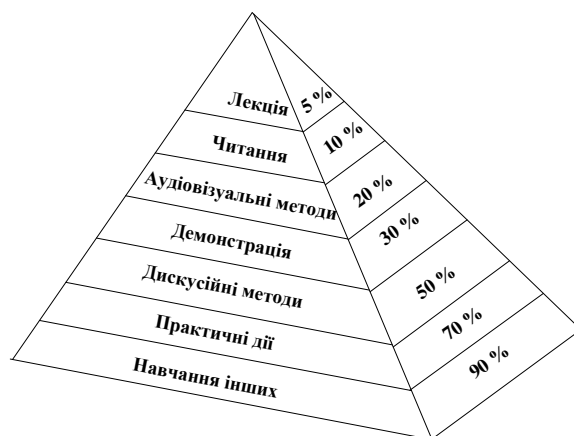 Лекція 5 %
Читання 10 %
Аудіовізуальні методи 20 %
Демонстрація 30 %
Дискусійні методи 50 %
Практичні дії 70 %
Навчання інших 90 %